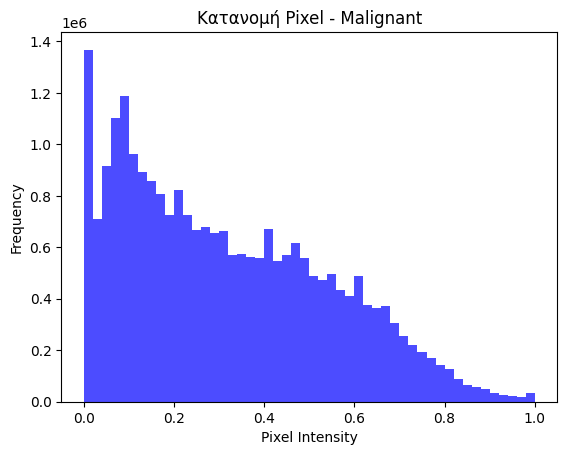 Κατανομή Pixel - Malignant
1e6
1.4
1.2
1.0
0.8
0.6
0.4
0.2
0.0
Frequency
0.0 0.2 0.4 0.6 0.8 1.0
Pixel Intensity